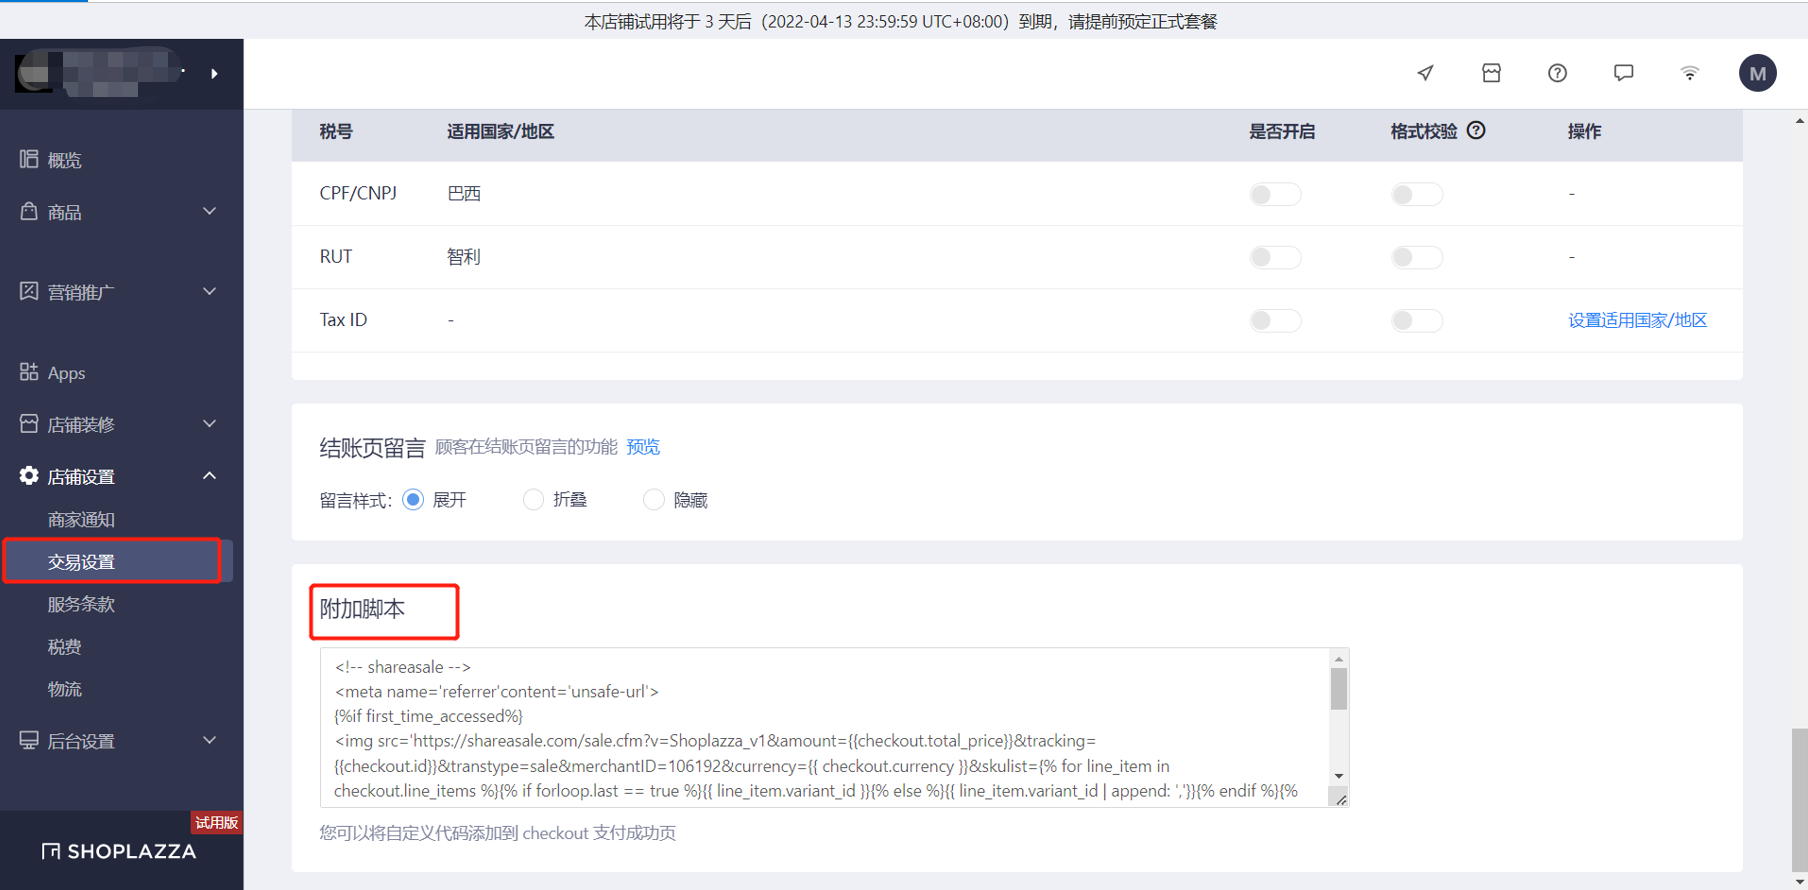 本店铺试用将于 3 天后（2022-04-13 23:59:59 UTC+08:00）到期，请提前预定正式套餐
M
概览
商品
营销推广
Apps
店铺装修
店铺设置
商家通知
交易设置
服务条款
税费
物流
后台设置
试用版
SHOPLAZZA
税号 适用国家/地区 是否开启 格式校验 ? 操作
CPF/CNPJ 巴西 -
RUT 智利 -
Tax ID - 设置适用国家/地区
结账页留言 顾客在结账页留言的功能 预览
留言样式: 展开 折叠 隐藏
附加脚本
<!-- shareasale -->
<meta name='referrer'content='unsafe-url'>
{%if first_time_accessed%}
<img src='https://shareasale.com/sale.cfm?v=Shoplazza_v1&amount={{checkout.total_price}}&tracking=
{{checkout.id}}&transtype=sale&merchantID=106192&currency={{ checkout.currency }}&skulist={% for line_item in
checkout.line_items %}{% if forloop.last == true %}{{ line_item.variant_id }}{% else %}{{ line_item.variant_id | append: ','}}{% endif %}{%
您可以将自定义代码添加到 checkout 支付成功页